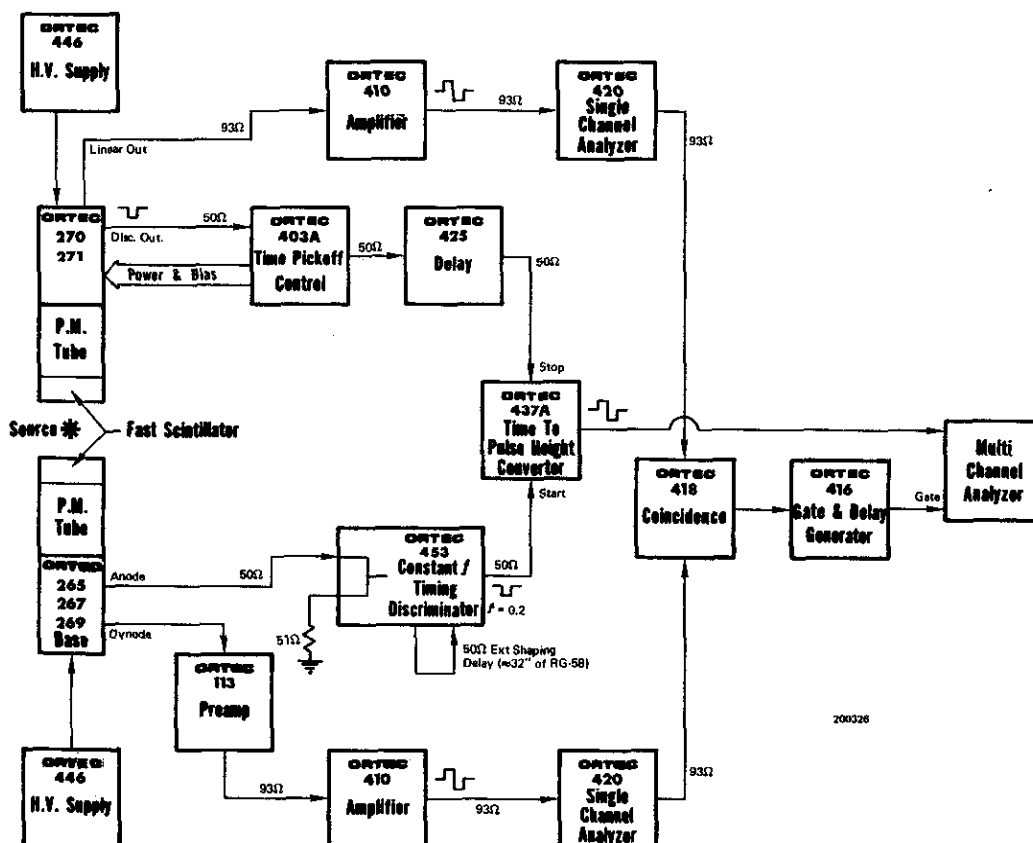 ORTEC
446
H.V. Supply
ORTEC
410
Amplifier
93Ω
ORTEC
420
Single
Channel
Analyzer
93Ω
93Ω
Linear Out
ORTEC
270
271
P.M.
Tube
Disc. Out.
50Ω
Power & Bias
ORTEC
403A
Time Pickoff
Control
50Ω
ORTEC
425
Delay
50Ω
Stop
Source
Fast Scintillator
ORTEC
437A
Time To
Pulse Height
Convertor
Start
P.M.
Tube
ORTEC
265
267
269
Base
Anode
50Ω
Dynode
ORTEC
453
Constant f
Timing
Discriminator
50Ω
f = 0.2
51Ω
50Ω Ext Shaping
Delay (≈32" of RG-58)
ORTEC
418
Coincidence
ORTEC
416
Gate & Delay
Generator
Gate
Multi
Channel
Analyzer
ORTEC
113
Preamp
200326
ORTEC
446
H.V. Supply
93Ω
ORTEC
410
Amplifier
93Ω
ORTEC
420
Single
Channel
Analyzer
93Ω